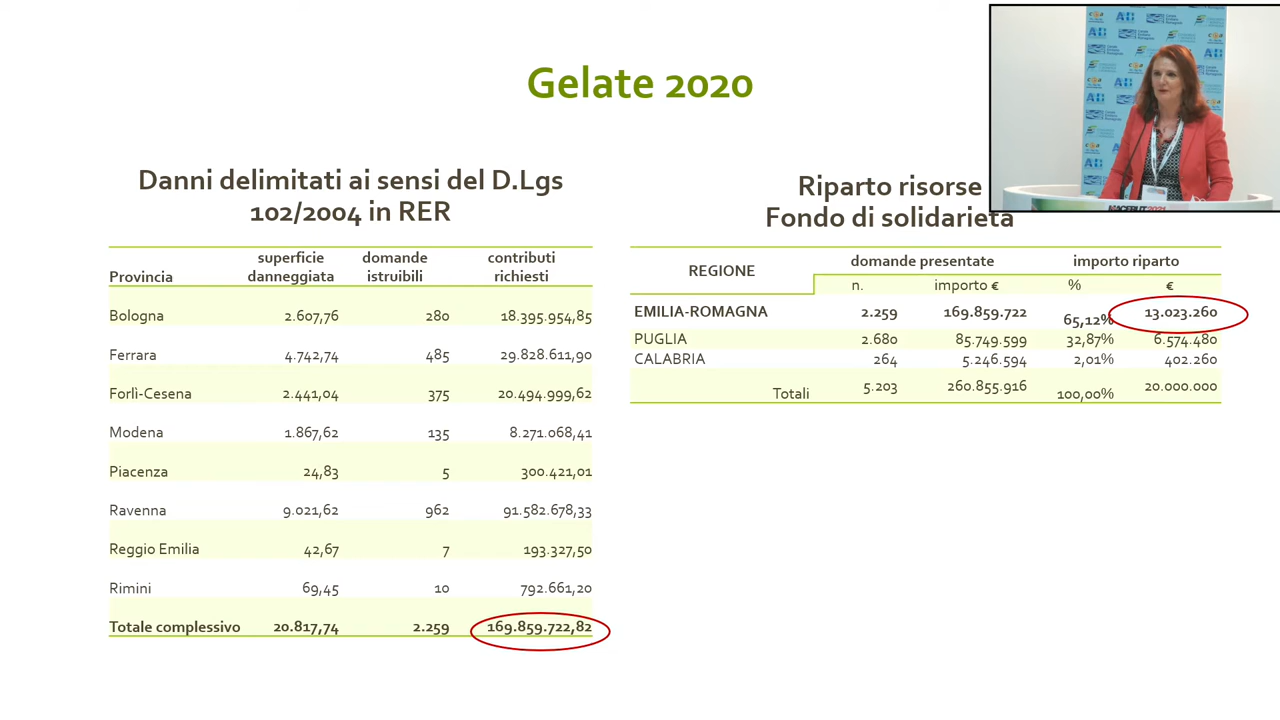 Gelate 2020
Danni delimitati ai sensi del D.Lgs
102/2004 in RER
Provincia superficie danneggiata domande istruibili contributi richiesti
Bologna 2.607,76 280 18.395.954,85
Ferrara 4.742,74 485 29.828.611,90
Forlì-Cesena 2.441,04 375 20.494.999,62
Modena 1.867,62 135 8.271.068,41
Piacenza 24,83 5 300.421,01
Ravenna 9.021,62 962 91.582.678,33
Reggio Emilia 42,67 7 193.327,50
Rimini 69,45 10 792.661,20
Totale complessivo 20.817,74 2.259 169.859.722,82
Riparto risorse
Fondo di solidarietà
REGIONE domande presentate importo riparto
n. importo € % €
EMILIA-ROMAGNA 2.259 169.859.722 65,12% 13.023.260
PUGLIA 2.680 85.749.599 32,87% 6.574.480
CALABRIA 264 5.246.594 2,01% 402.260
Totali 5.203 260.855.916 100,00% 20.000.000
MACFRUT 2021